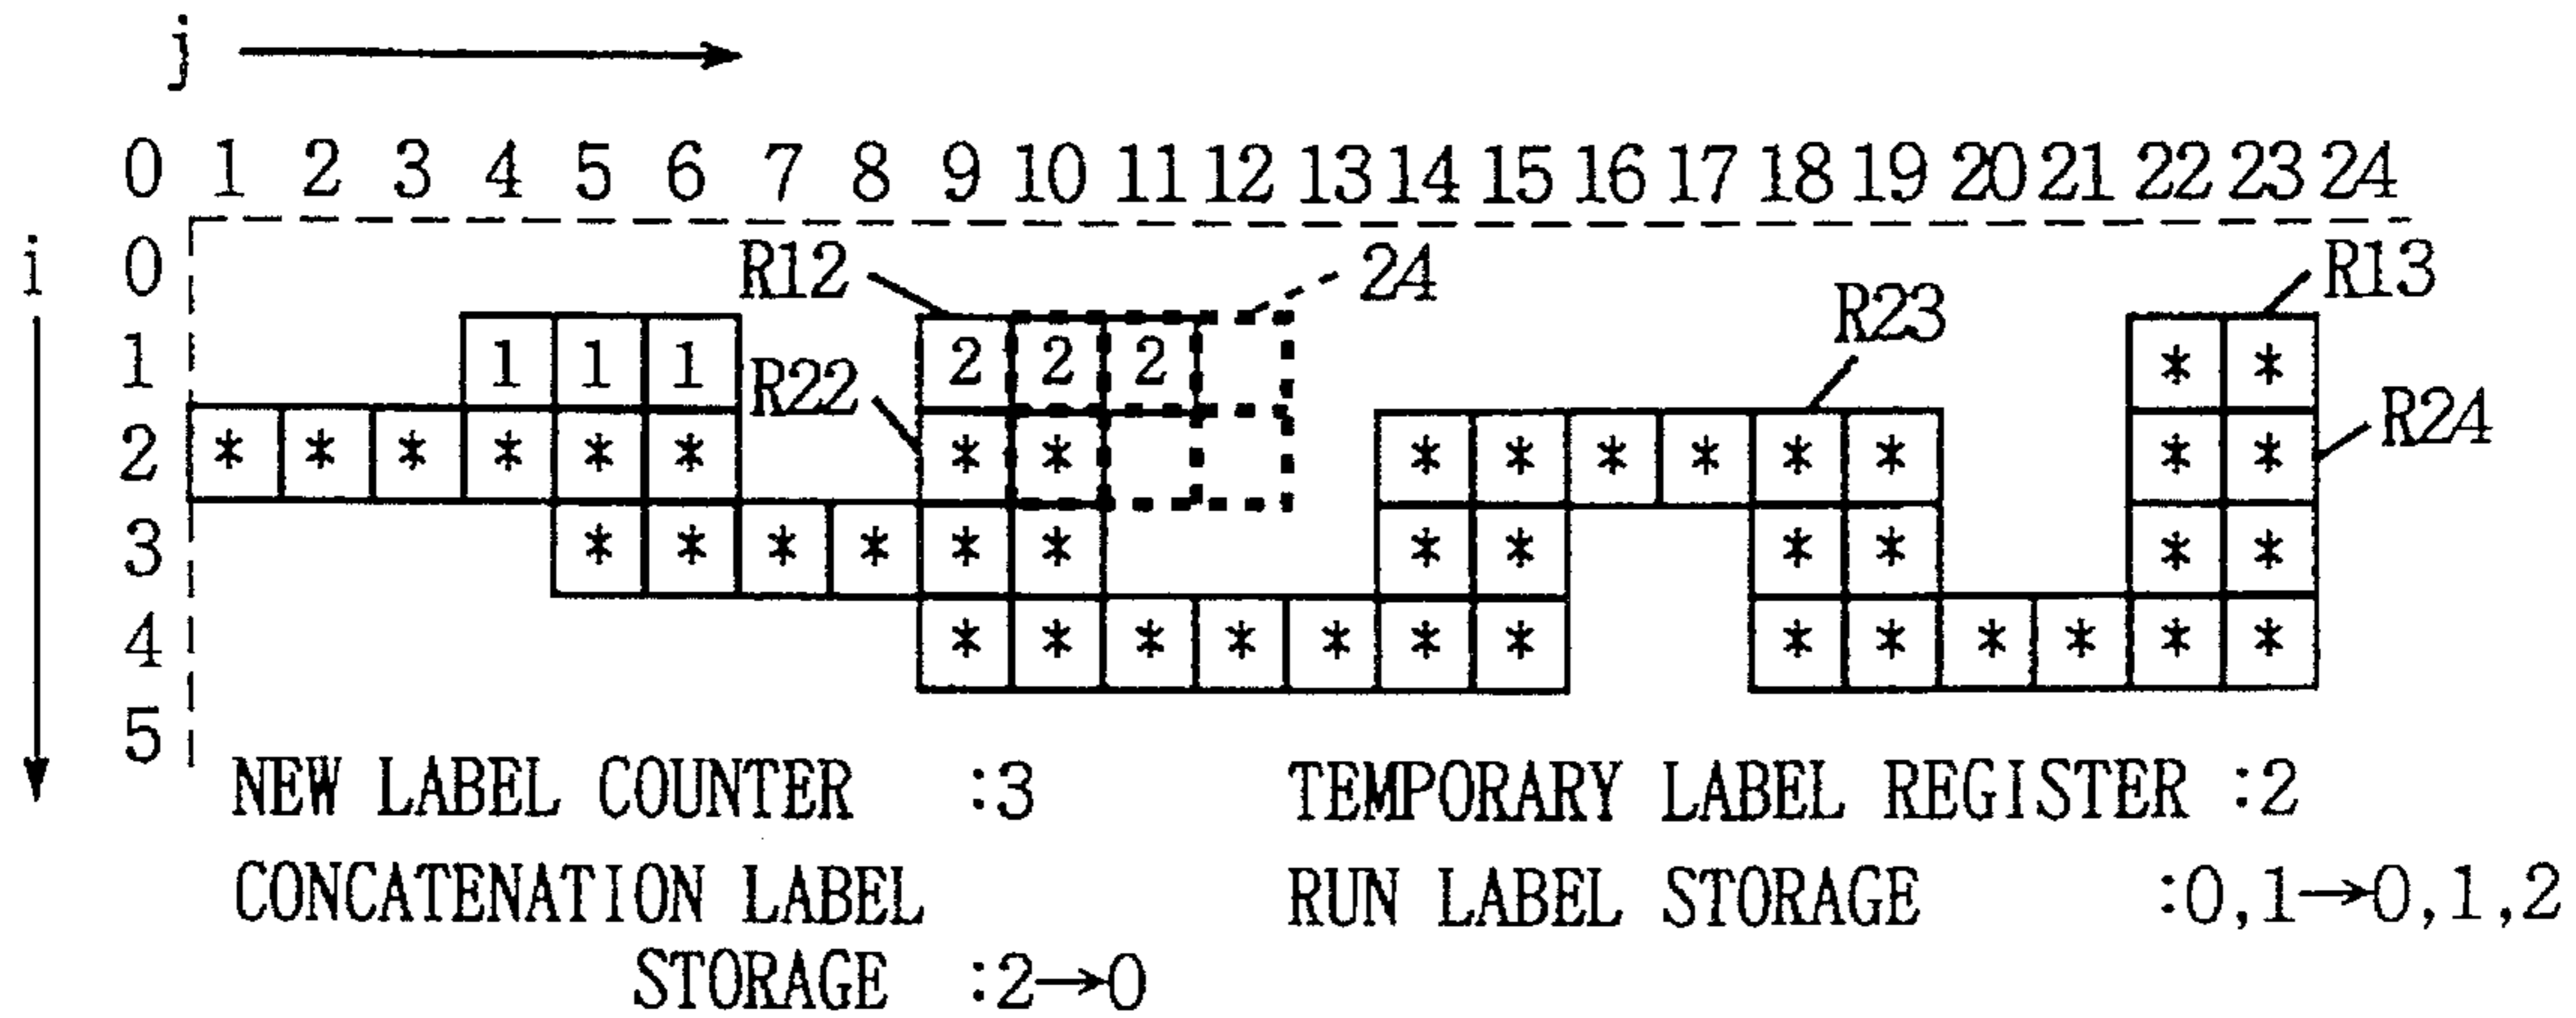 j
0 1 2 3 4 5 6 7 8 9 10 11 12 13 14 15 16 17 18 19 20 21 22 23 24
i 0 R12 24 R23 R13
1 1 1 1 2 2 2 * *
R22 R24
2 * * * * * * * * * * * * * * * *
3 * * * * * * * * * * * *
4 * * * * * * * * * * * * *
5
NEW LABEL COUNTER :3 TEMPORARY LABEL REGISTER :2
CONCATENATION LABEL RUN LABEL STORAGE :0,1→0,1,2
STORAGE :2→0